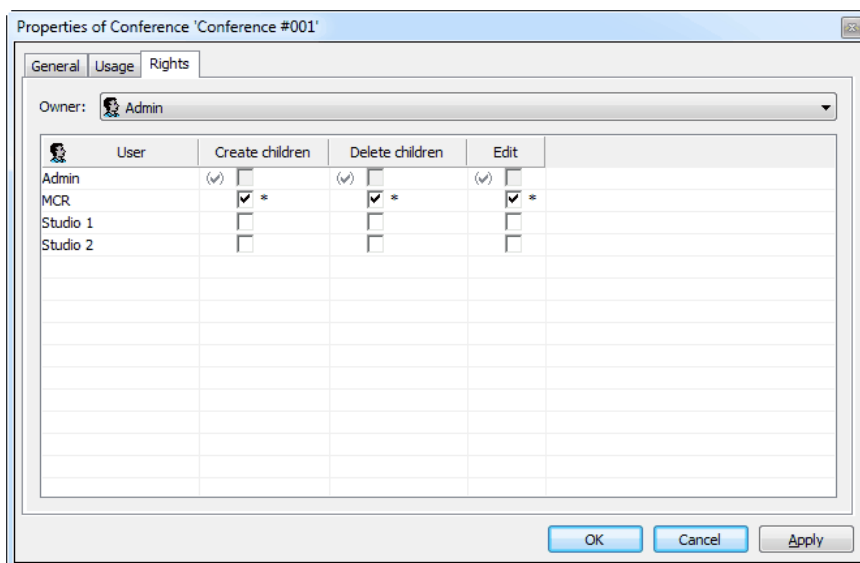 Properties of Conference 'Conference #001'
General Usage Rights
Owner: Admin
User Create children Delete children Edit
Admin (✓) (✓) (✓)
MCR * * *
Studio 1
Studio 2
OK Cancel Apply